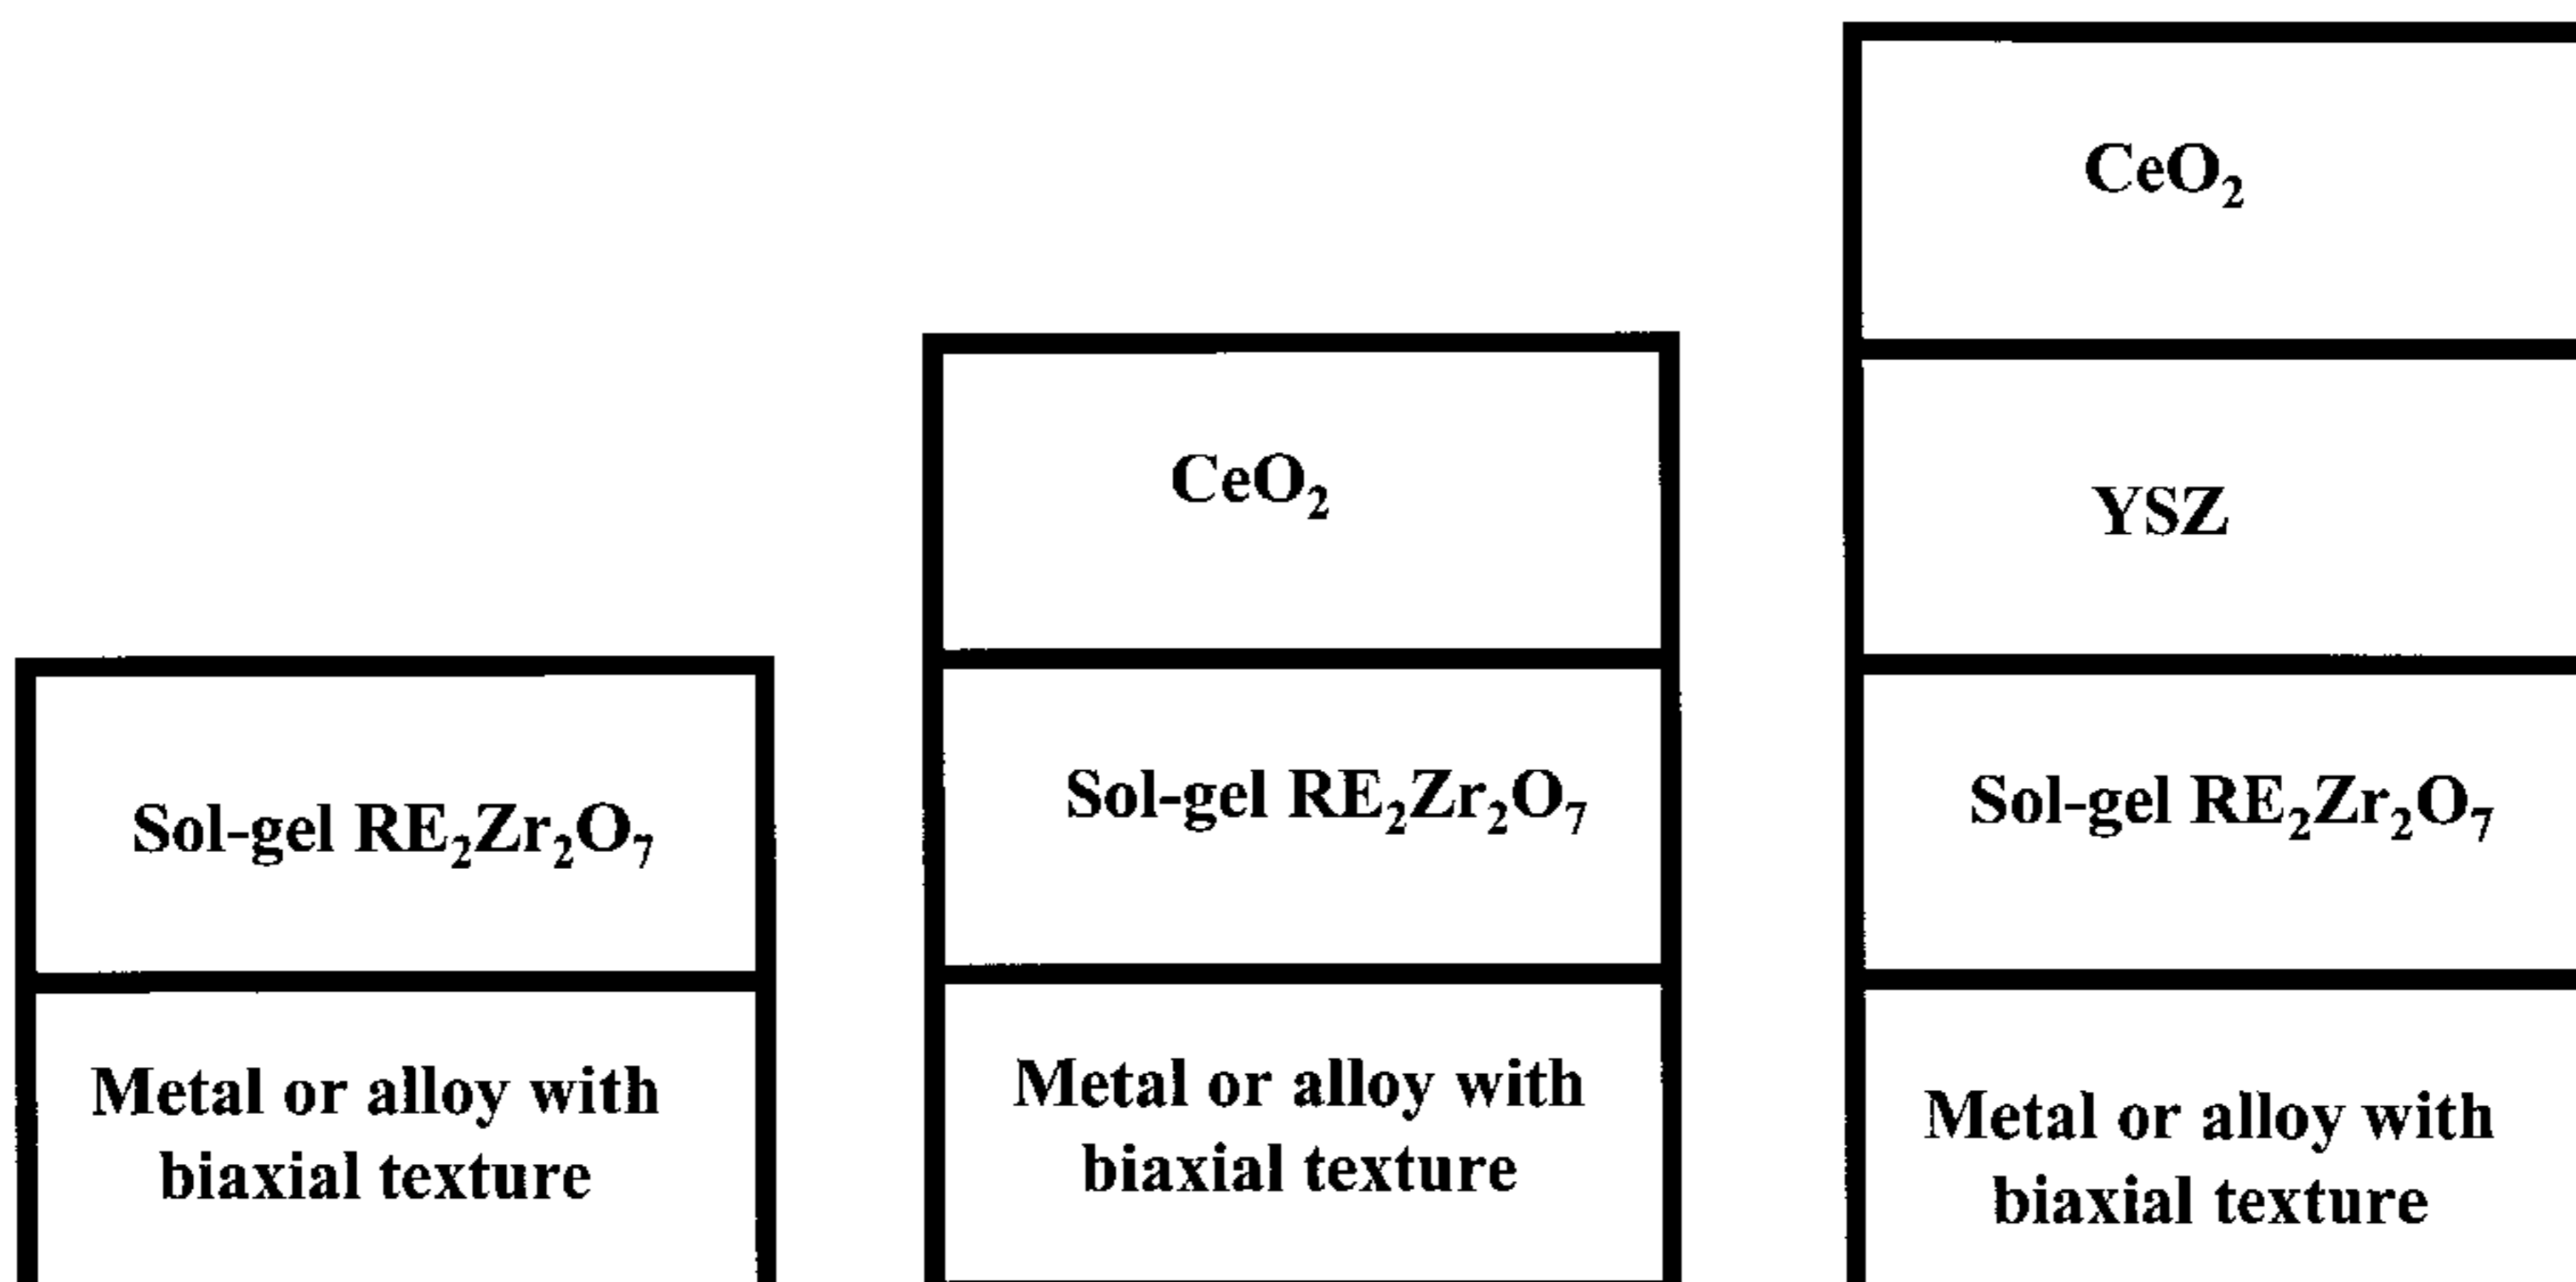 Sol-gel RE₂Zr₂O₇
Metal or alloy with
biaxial texture
CeO₂
Sol-gel RE₂Zr₂O₇
Metal or alloy with
biaxial texture
CeO₂
YSZ
Sol-gel RE₂Zr₂O₇
Metal or alloy with
biaxial texture